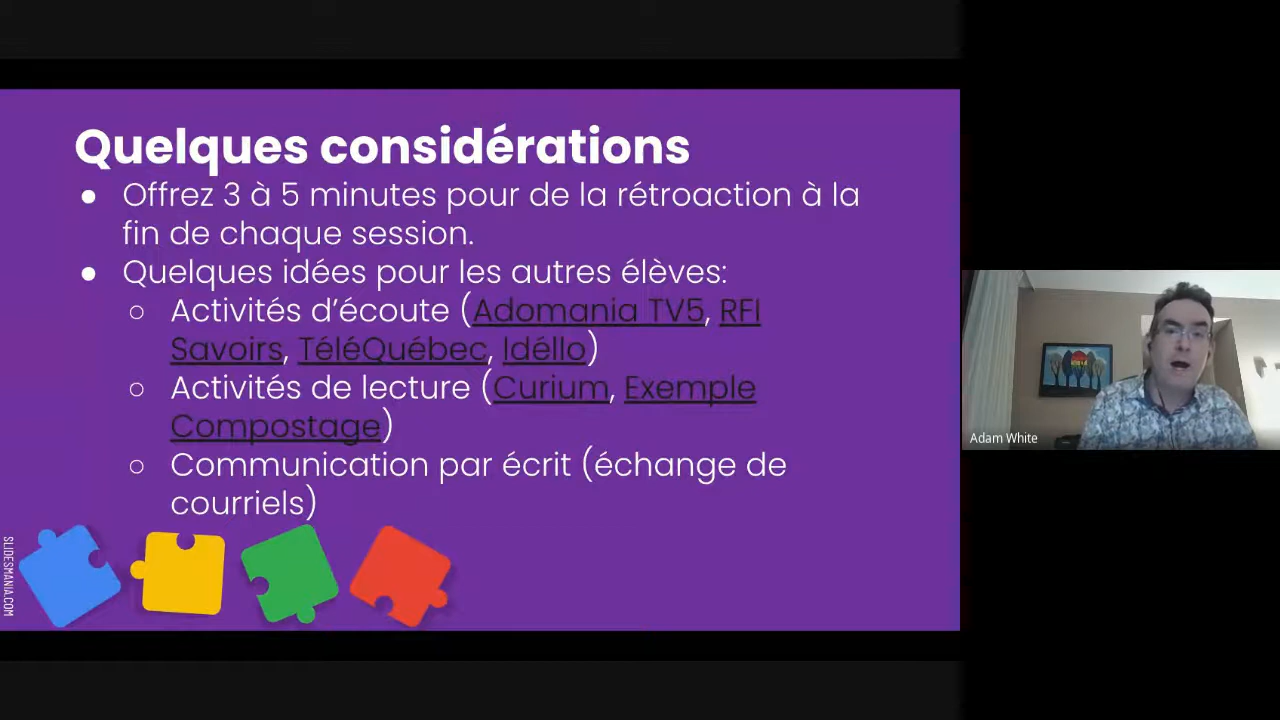 Quelques considérations
● Offrez 3 à 5 minutes pour de la rétroaction à la
fin de chaque session.
● Quelques idées pour les autres élèves:
○ Activités d’écoute (Adomania TV5, RFI
Savoirs, TéléQuébec, Idéllo)
○ Activités de lecture (Curium, Exemple
Compostage)
○ Communication par écrit (échange de
courriels)
SLIDESMANIA.COM
Adam White